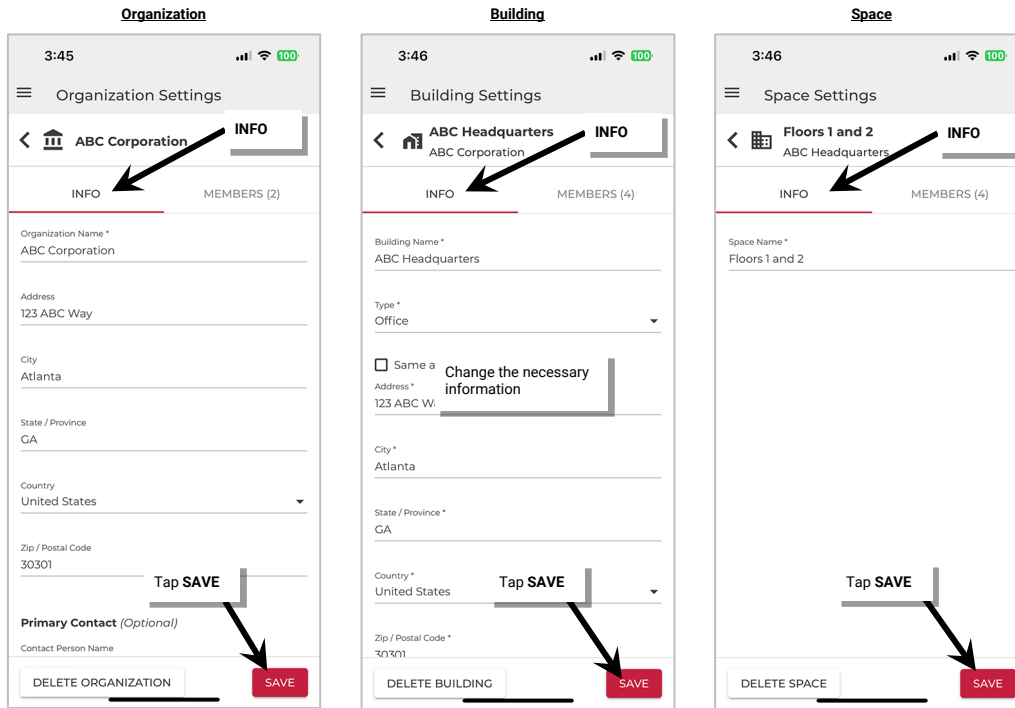 Organization
3:45
100
Organization Settings
ABC Corporation
INFO
INFO
MEMBERS (2)
Organization Name *
ABC Corporation
Address
123 ABC Way
City
Atlanta
State / Province
GA
Country
United States
Zip / Postal Code
30301
Tap SAVE
Primary Contact (Optional)
Contact Person Name
DELETE ORGANIZATION
SAVE
Building
3:46
100
Building Settings
ABC Headquarters
ABC Corporation
INFO
INFO
MEMBERS (4)
Building Name *
ABC Headquarters
Type *
Office
Same a
Change the necessary
information
Address *
123 ABC W
City *
Atlanta
State / Province *
GA
Country *
United States
Tap SAVE
Zip / Postal Code *
30301
DELETE BUILDING
SAVE
Space
3:46
100
Space Settings
Floors 1 and 2
ABC Headquarters
INFO
INFO
MEMBERS (4)
Space Name *
Floors 1 and 2
Tap SAVE
DELETE SPACE
SAVE